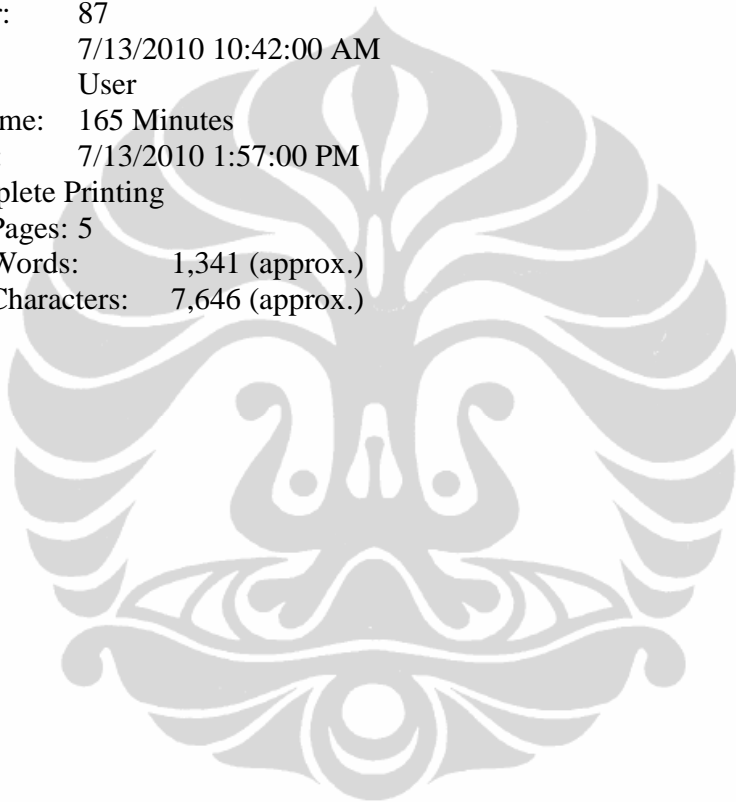 r: 87
7/13/2010 10:42:00 AM
User
me: 165 Minutes
: 7/13/2010 1:57:00 PM
plete Printing
Pages: 5
Words: 1,341 (approx.)
Characters: 7,646 (approx.)